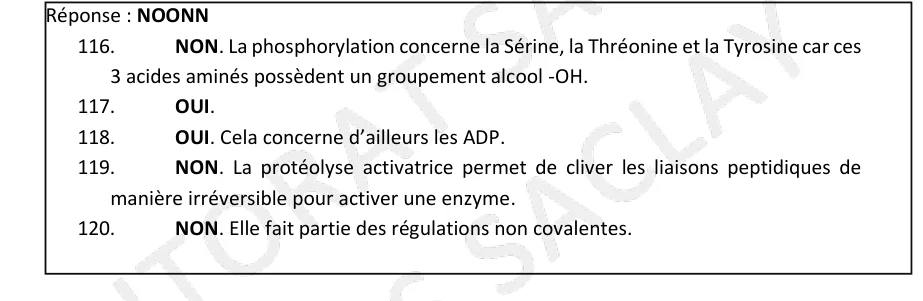 Réponse : NOONN
116. NON. La phosphorylation concerne la Sérine, la Thréonine et la Tyrosine car ces
3 acides aminés possèdent un groupement alcool -OH.
117. OUI.
118. OUI. Cela concerne d’ailleurs les ADP.
119. NON. La protéolyse activatrice permet de cliver les liaisons peptidiques de
manière irréversible pour activer une enzyme.
120. NON. Elle fait partie des régulations non covalentes.